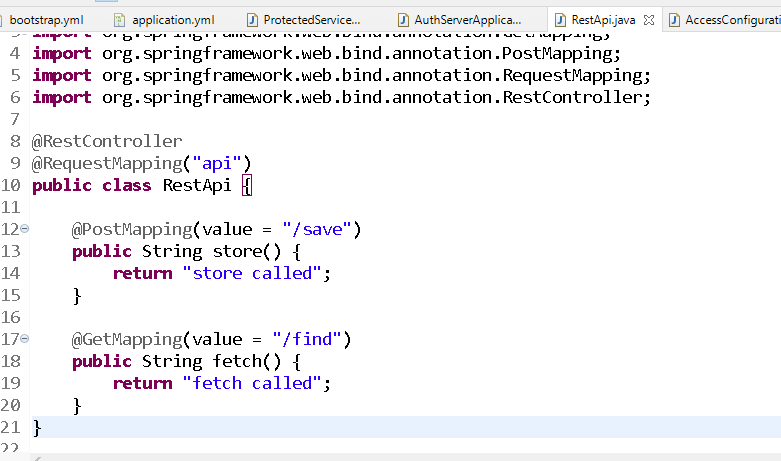 bootstrap.yml application.yml ProtectedService... AuthServerApplica... RestApi.java AccessConfigurati
3 import org.springframework.web.bind.annotation.GetMapping;
4 import org.springframework.web.bind.annotation.PostMapping;
5 import org.springframework.web.bind.annotation.RequestMapping;
6 import org.springframework.web.bind.annotation.RestController;
7
8 @RestController
9 @RequestMapping("api")
10 public class RestApi {
11
12 @PostMapping(value = "/save")
13 public String store() {
14 return "store called";
15 }
16
17 @GetMapping(value = "/find")
18 public String fetch() {
19 return "fetch called";
20 }
21 }
22